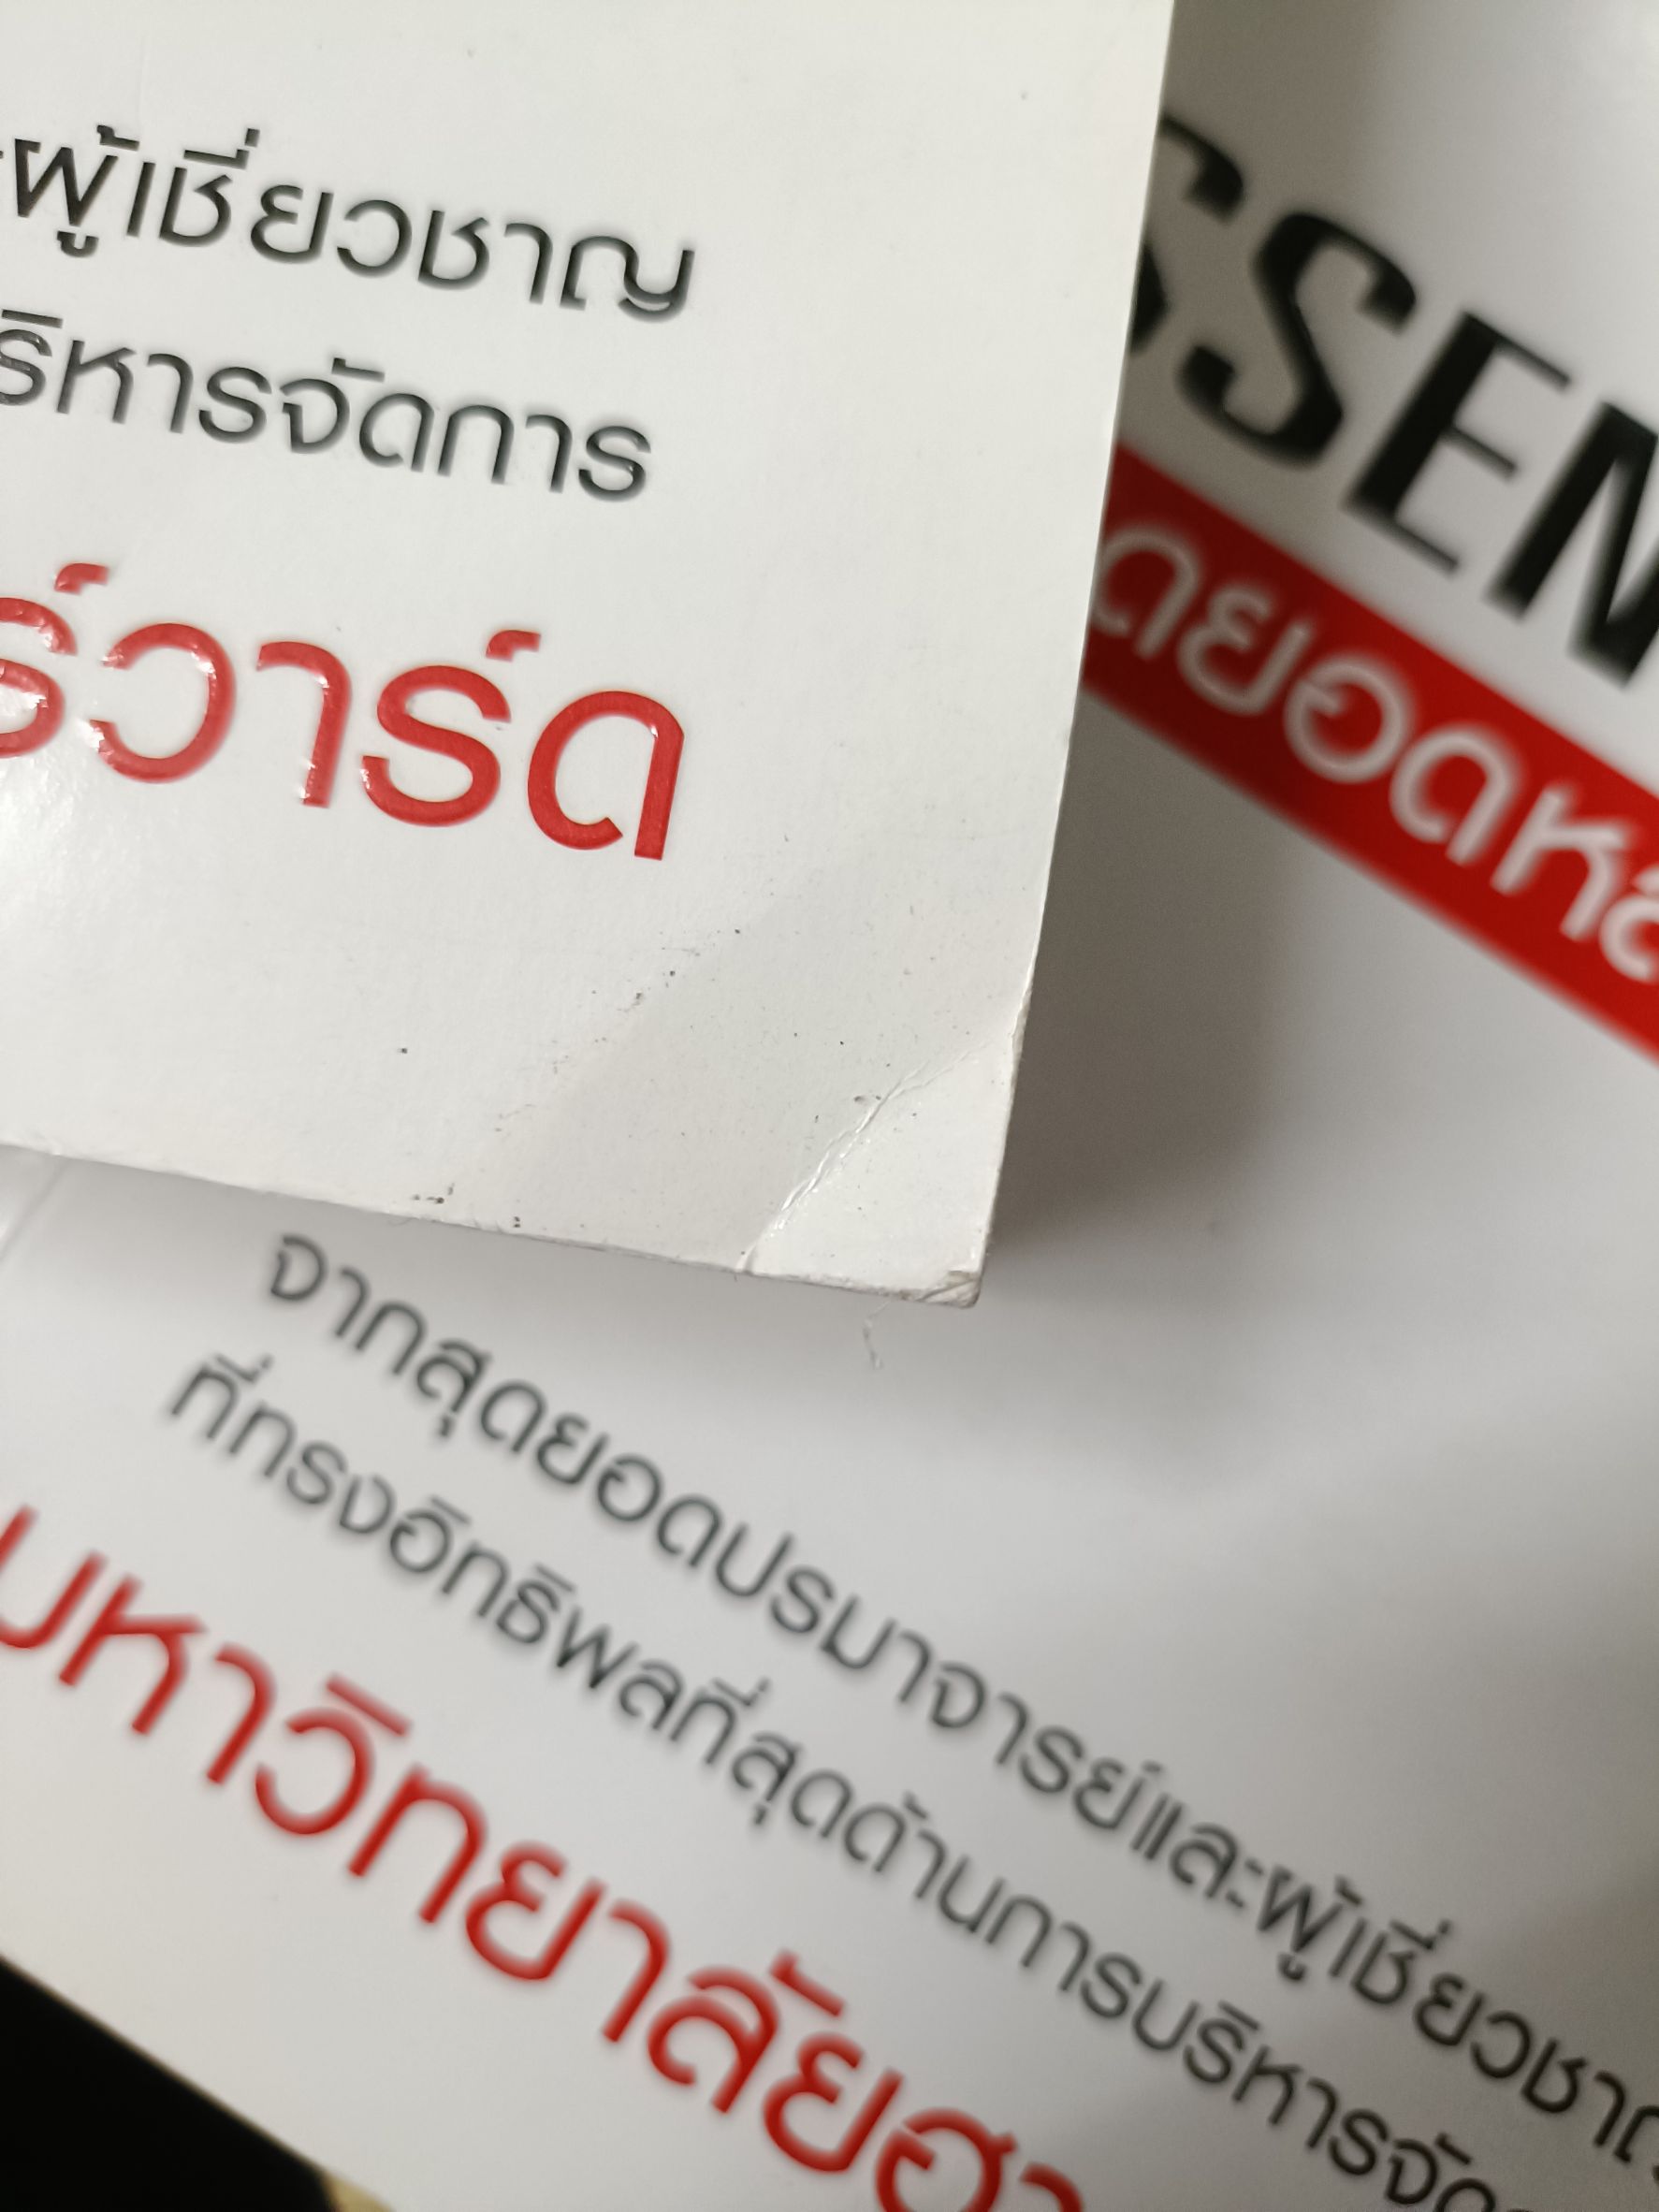 ผู้เชี่ยวชาญ
ริหารจัดการ
ร์วาร์ด
SSEN
ดยอดห
จากสุดยอดปรมาจารย์และผู้เชี่ยวชาญ
ที่ทรงอิทธิพลที่สุดด้านการบริหารจัด
มหาวิทยาลัยฮา